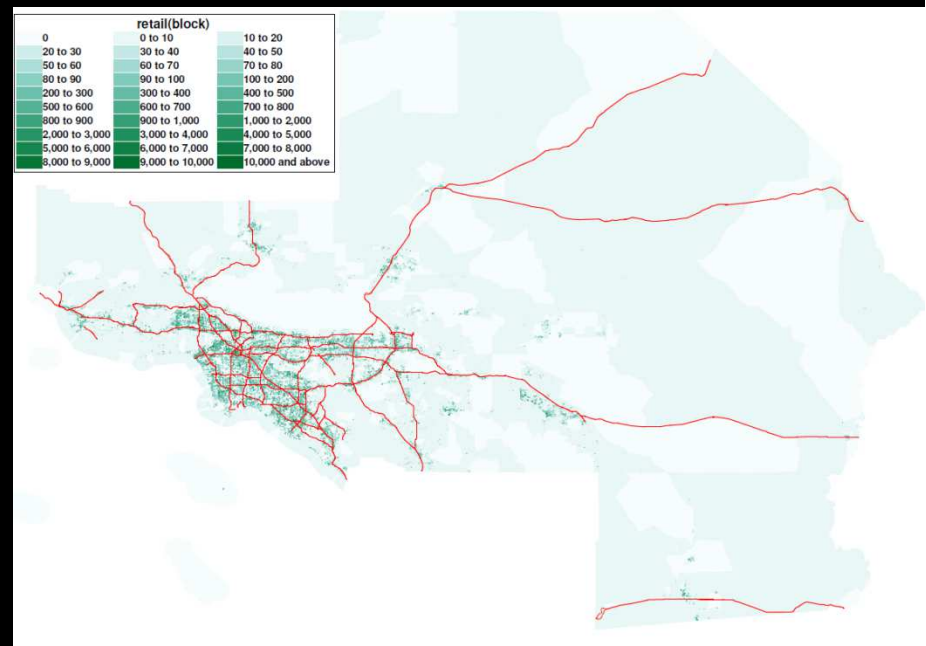 retail(block)
0 0 to 10 10 to 20
20 to 30 30 to 40 40 to 50
50 to 60 60 to 70 70 to 80
80 to 90 90 to 100 100 to 200
200 to 300 300 to 400 400 to 500
500 to 600 600 to 700 700 to 800
800 to 900 900 to 1,000 1,000 to 2,000
2,000 to 3,000 3,000 to 4,000 4,000 to 5,000
5,000 to 6,000 6,000 to 7,000 7,000 to 8,000
8,000 to 9,000 9,000 to 10,000 10,000 and above